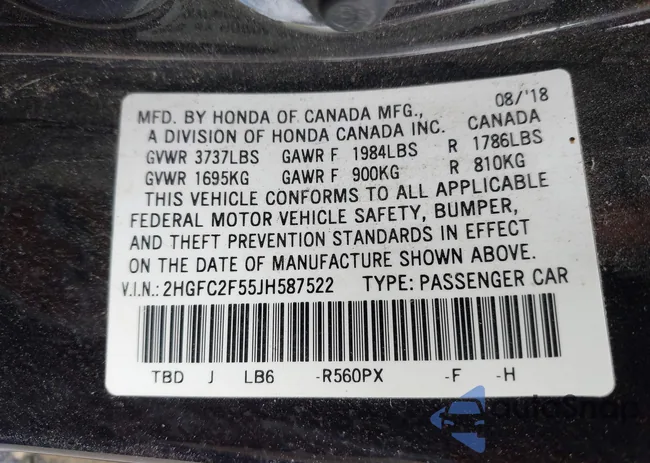 MFD. BY HONDA OF CANADA MFG., 08/'18
A DIVISION OF HONDA CANADA INC. CANADA
GVWR 3737LBS GAWR F 1984LBS R 1786LBS
GVWR 1695KG GAWR F 900KG R 810KG
THIS VEHICLE CONFORMS TO ALL APPLICABLE
FEDERAL MOTOR VEHICLE SAFETY, BUMPER,
AND THEFT PREVENTION STANDARDS IN EFFECT
ON THE DATE OF MANUFACTURE SHOWN ABOVE.
V.I.N.: 2HGFC2F55JH587522 TYPE: PASSENGER CAR
TBD J LB6 -R560PX -F -H
autoSnap